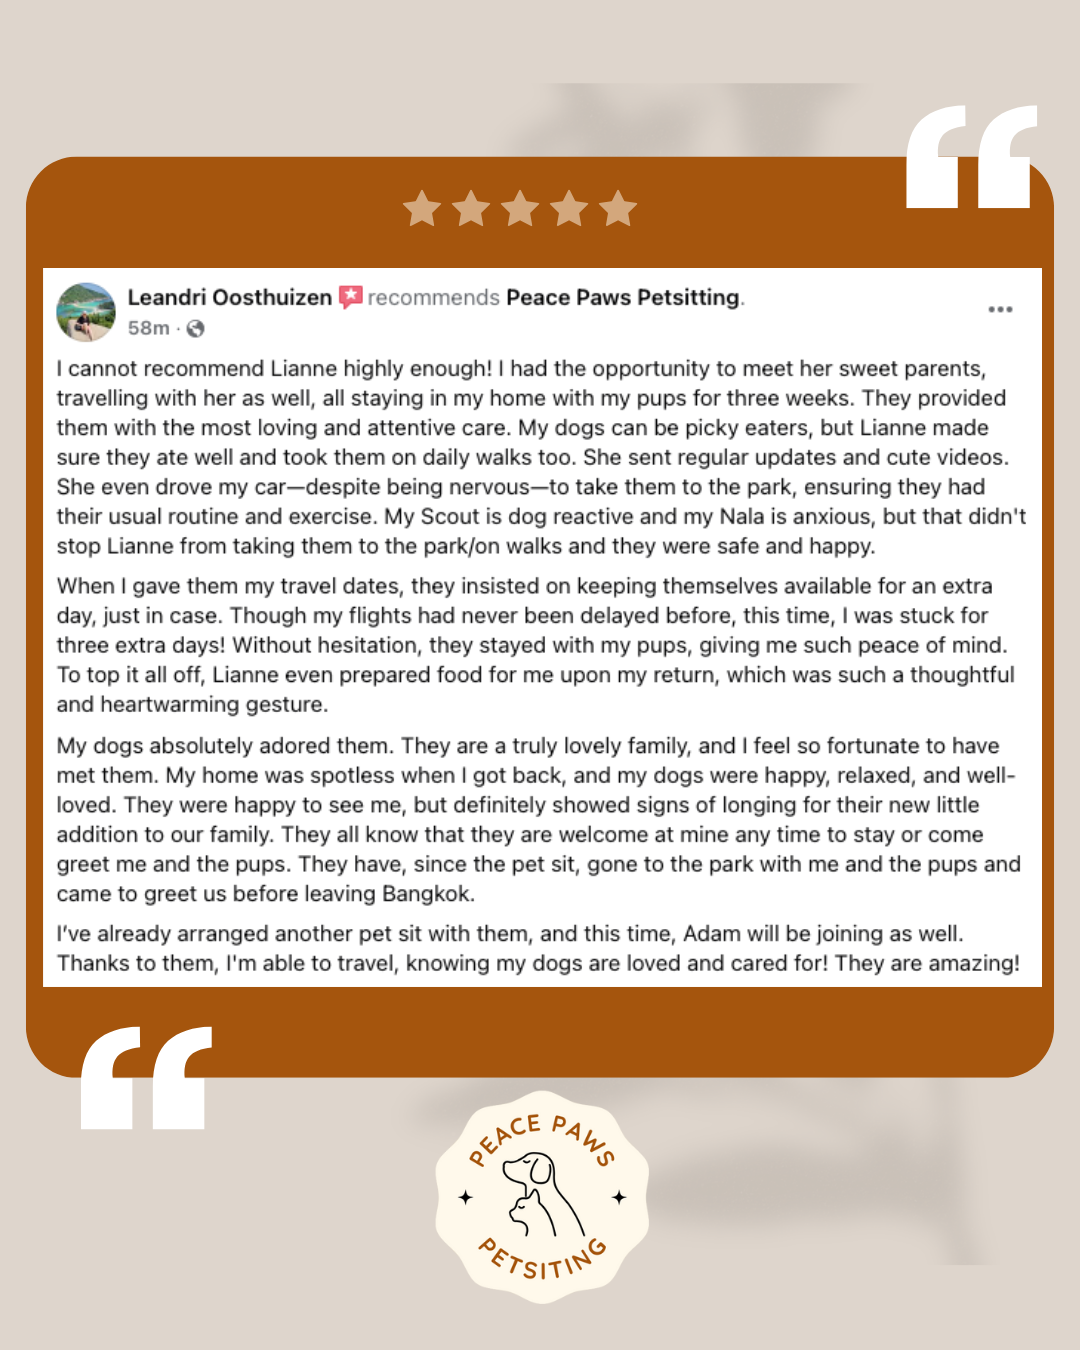 Leandri Oosthuizen recommends Peace Paws Petsitting.
58m ·
I cannot recommend Lianne highly enough! I had the opportunity to meet her sweet parents,
travelling with her as well, all staying in my home with my pups for three weeks. They provided
them with the most loving and attentive care. My dogs can be picky eaters, but Lianne made
sure they ate well and took them on daily walks too. She sent regular updates and cute videos.
She even drove my car—despite being nervous—to take them to the park, ensuring they had
their usual routine and exercise. My Scout is dog reactive and my Nala is anxious, but that didn't
stop Lianne from taking them to the park/on walks and they were safe and happy.
When I gave them my travel dates, they insisted on keeping themselves available for an extra
day, just in case. Though my flights had never been delayed before, this time, I was stuck for
three extra days! Without hesitation, they stayed with my pups, giving me such peace of mind.
To top it all off, Lianne even prepared food for me upon my return, which was such a thoughtful
and heartwarming gesture.
My dogs absolutely adored them. They are a truly lovely family, and I feel so fortunate to have
met them. My home was spotless when I got back, and my dogs were happy, relaxed, and well-
loved. They were happy to see me, but definitely showed signs of longing for their new little
addition to our family. They all know that they are welcome at mine any time to stay or come
greet me and the pups. They have, since the pet sit, gone to the park with me and the pups and
came to greet us before leaving Bangkok.
I’ve already arranged another pet sit with them, and this time, Adam will be joining as well.
Thanks to them, I'm able to travel, knowing my dogs are loved and cared for! They are amazing!
PEACE PAWS
PETSITING